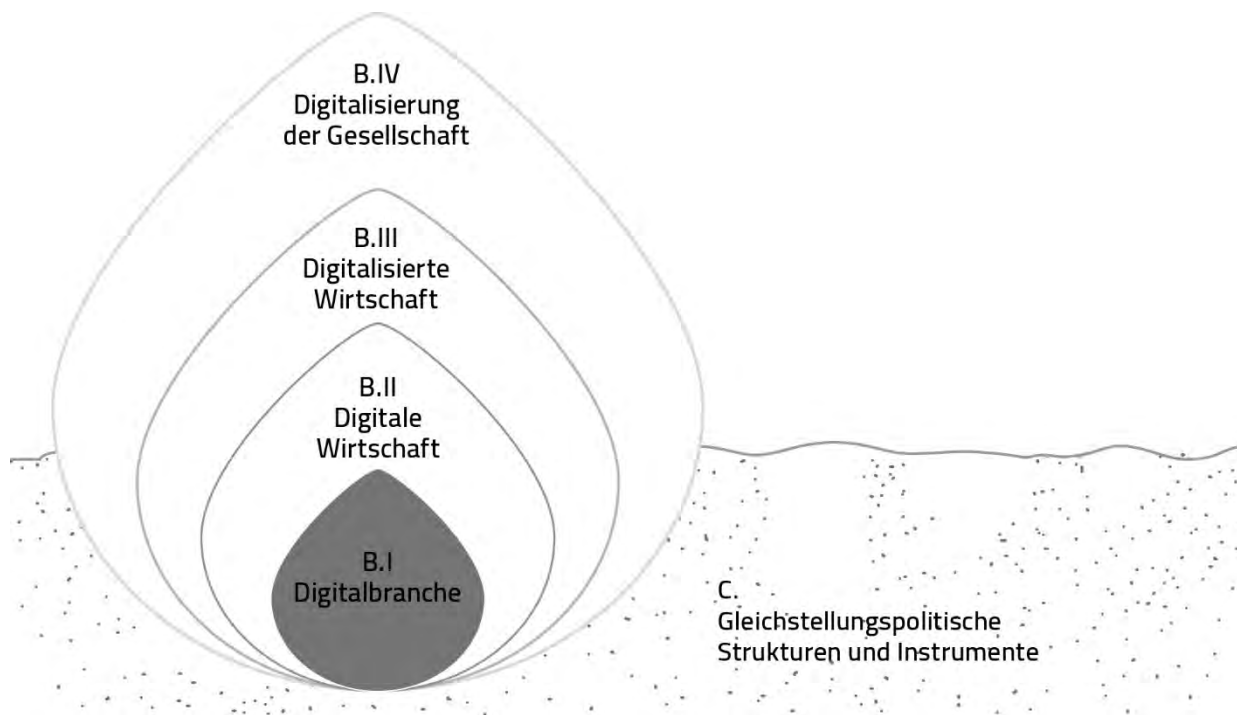 B.IV
Digitalisierung
der Gesellschaft
B.III
Digitalisierte
Wirtschaft
B.II
Digitale
Wirtschaft
B.I
Digitalbranche
C.
Gleichstellungspolitische
Strukturen und Instrumente